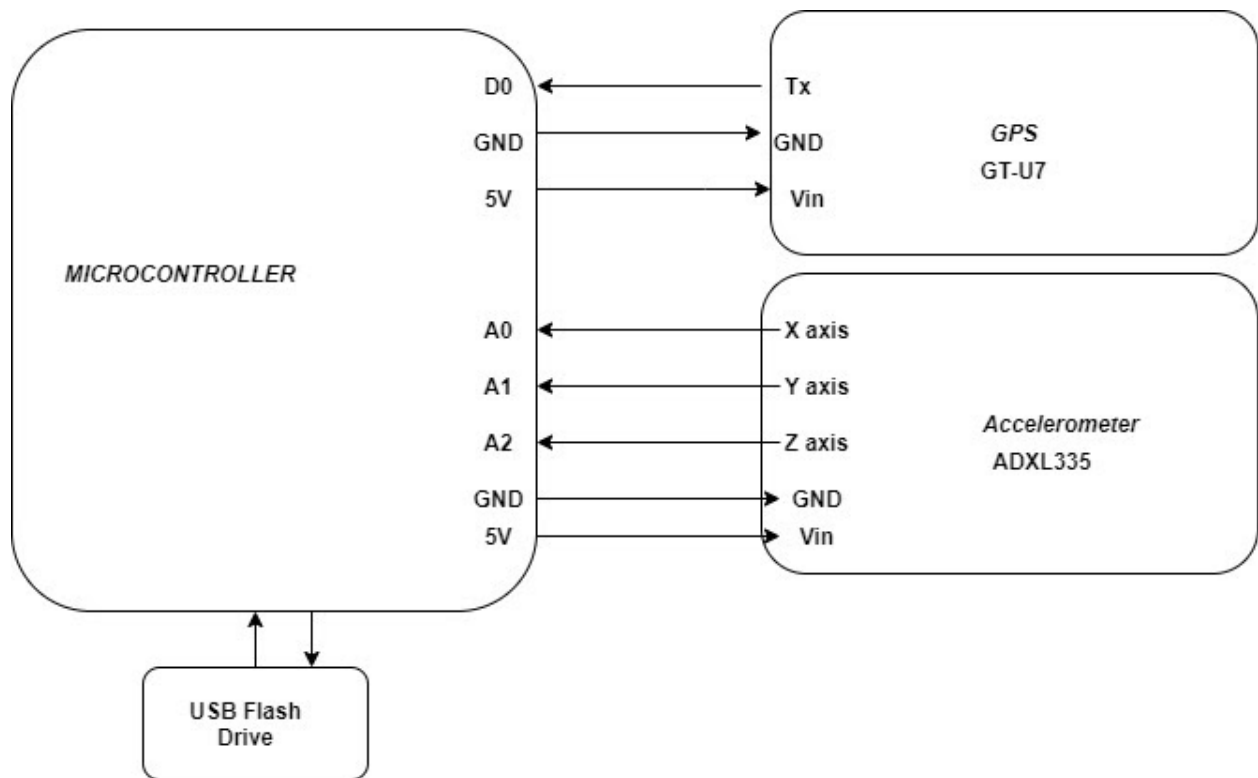 D0
GND
5V
MICROCONTROLLER
A0
A1
A2
GND
5V
Tx
GND
Vin
GPS
GT-U7
X axis
Y axis
Z axis
GND
Vin
Accelerometer
ADXL335
USB Flash
Drive